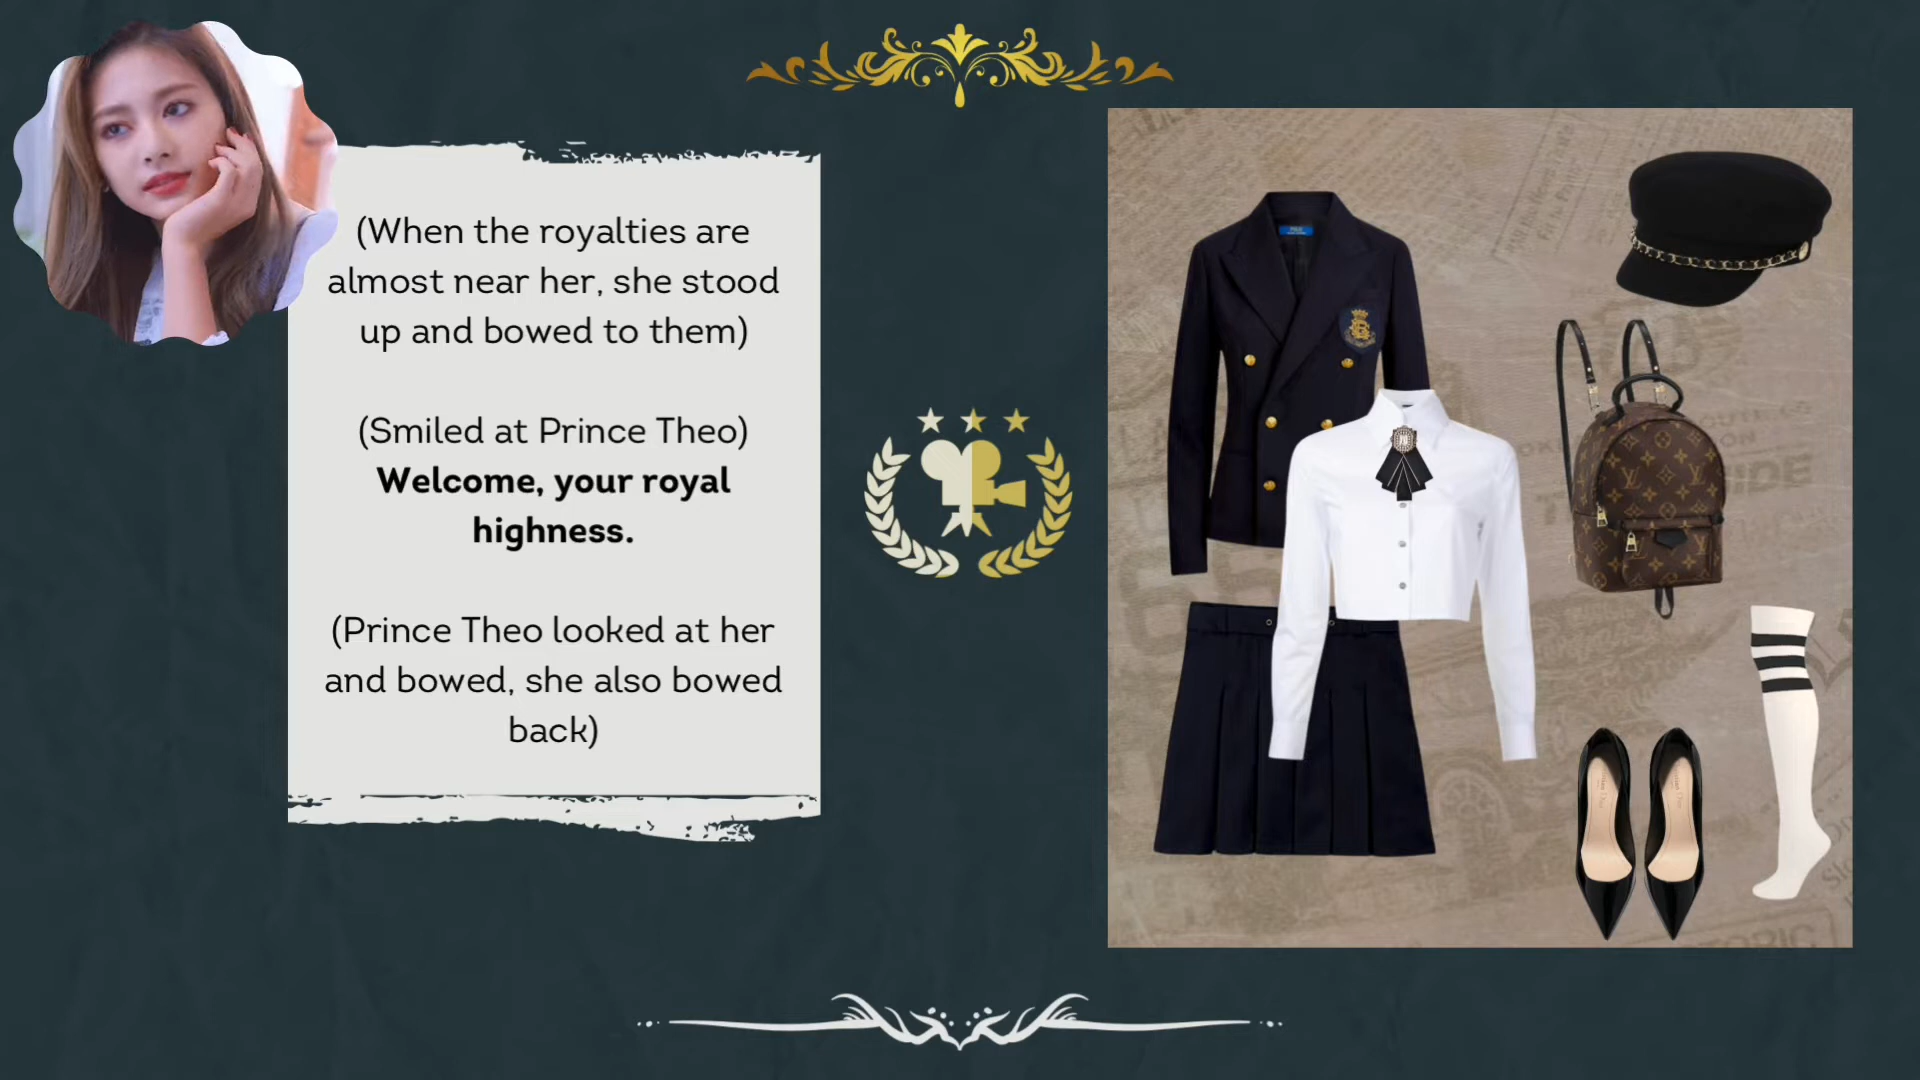 (When the royalties are
almost near her, she stood
up and bowed to them)
(Smiled at Prince Theo)
Welcome, your royal
highness.
(Prince Theo looked at her
and bowed, she also bowed
back)
POLO